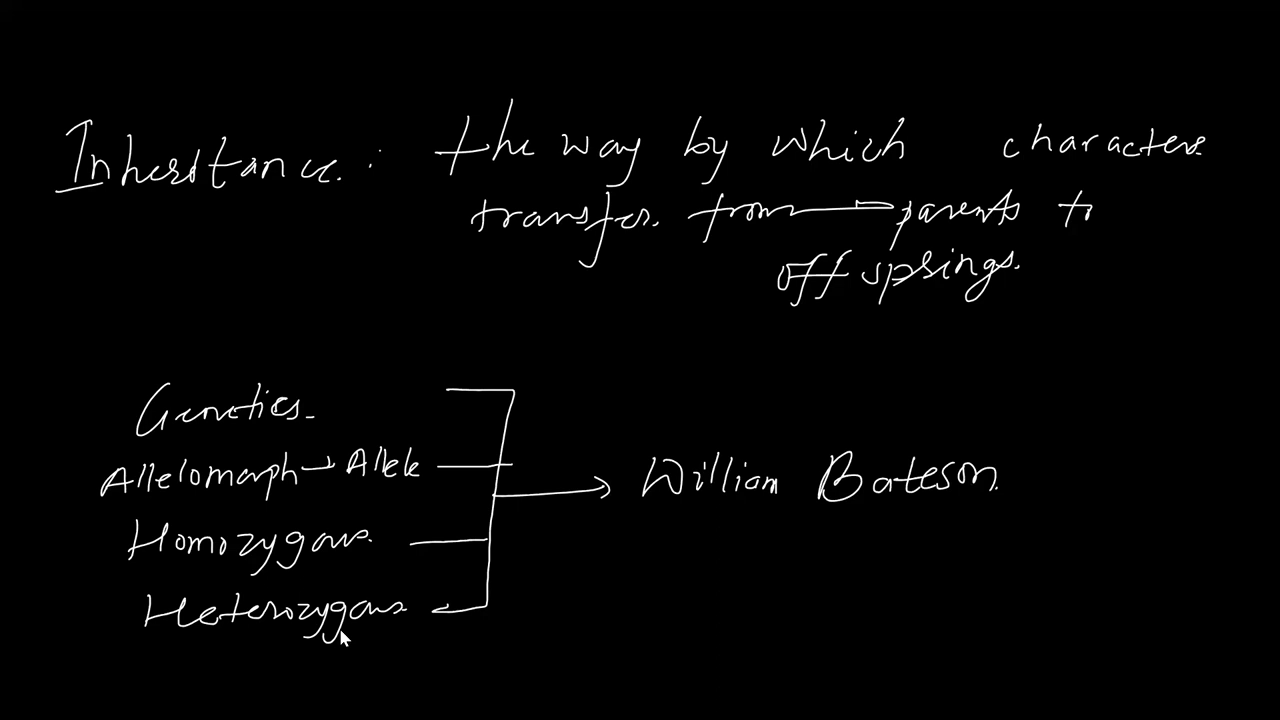 Inheritance : the way by which characters
transfer from parents to
off springs.
Genetics
Allelomorph → Allele
Homozygous
Heterozygous
William Bateson.